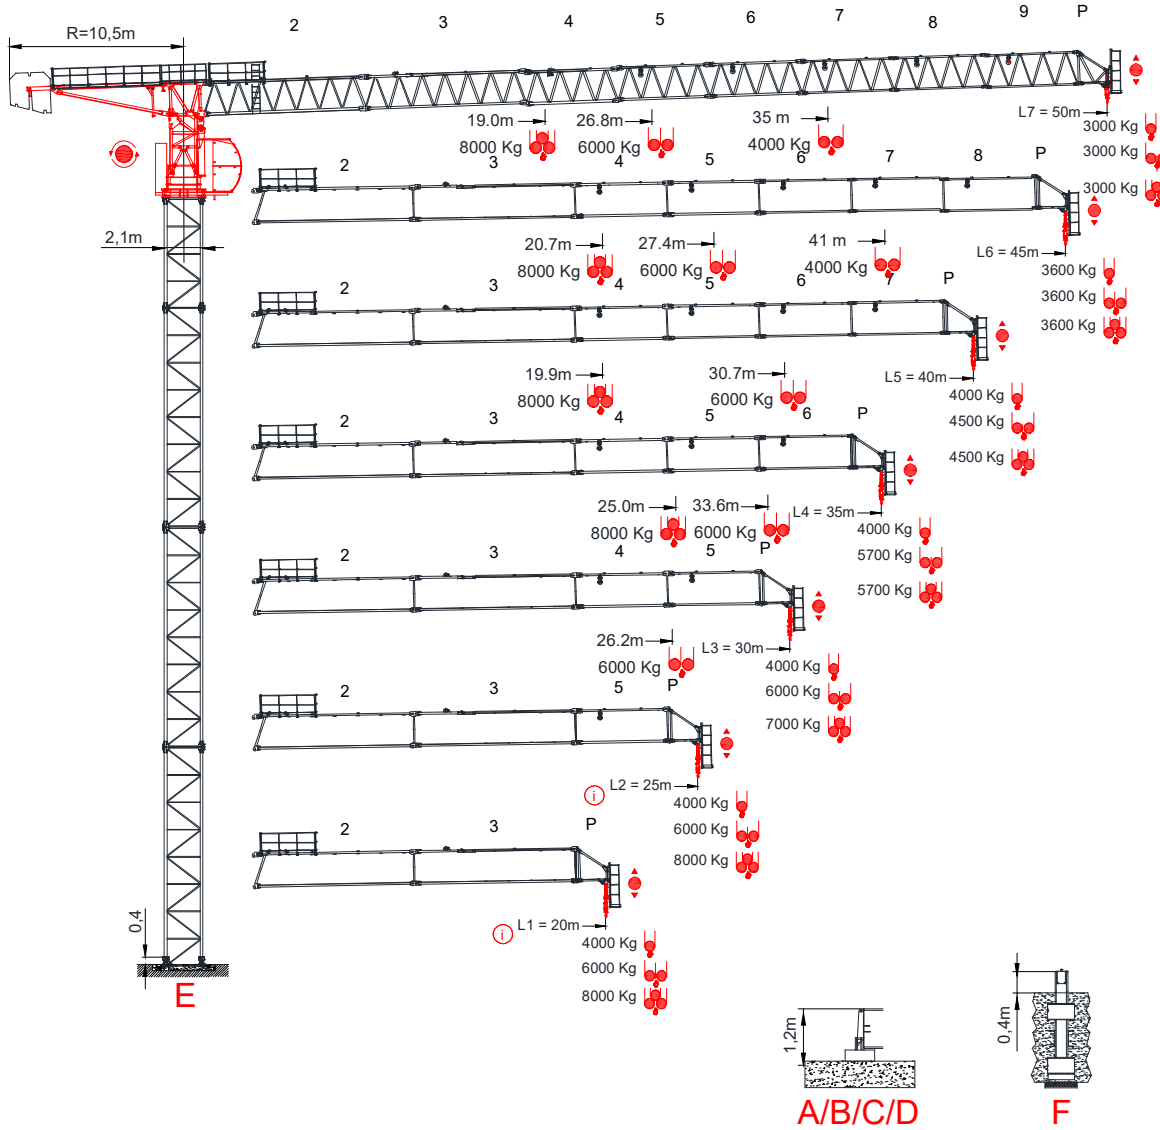 2 3 4 5 6 7 8 9 P
R=10,5m
L7 = 50m
19.0m 26.8m 35 m
8000 Kg 6000 Kg 4000 Kg
3000 Kg
3000 Kg
3000 Kg
2 3 4 5 6 7 8 P
2,1m
L6 = 45m
20.7m 27.4m 41 m
8000 Kg 6000 Kg 4000 Kg
3600 Kg
3600 Kg
3600 Kg
2 3 4 5 6 7 P
L5 = 40m
19.9m 30.7m
8000 Kg 6000 Kg
4000 Kg
4500 Kg
4500 Kg
2 3 4 5 6 P
L4 = 35m
25.0m 33.6m
8000 Kg 6000 Kg
4000 Kg
5700 Kg
5700 Kg
2 3 4 5 P
L3 = 30m
26.2m
6000 Kg
4000 Kg
6000 Kg
7000 Kg
2 3 5 P
i L2 = 25m
4000 Kg
6000 Kg
8000 Kg
2 3 P
i L1 = 20m
4000 Kg
6000 Kg
8000 Kg
0,4
E
1,2m
A/B/C/D
0,4m
F